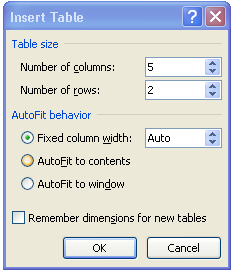 Insert Table
Table size
Number of columns: 5
Number of rows: 2
AutoFit behavior
Fixed column width: Auto
AutoFit to contents
AutoFit to window
Remember dimensions for new tables
OK Cancel